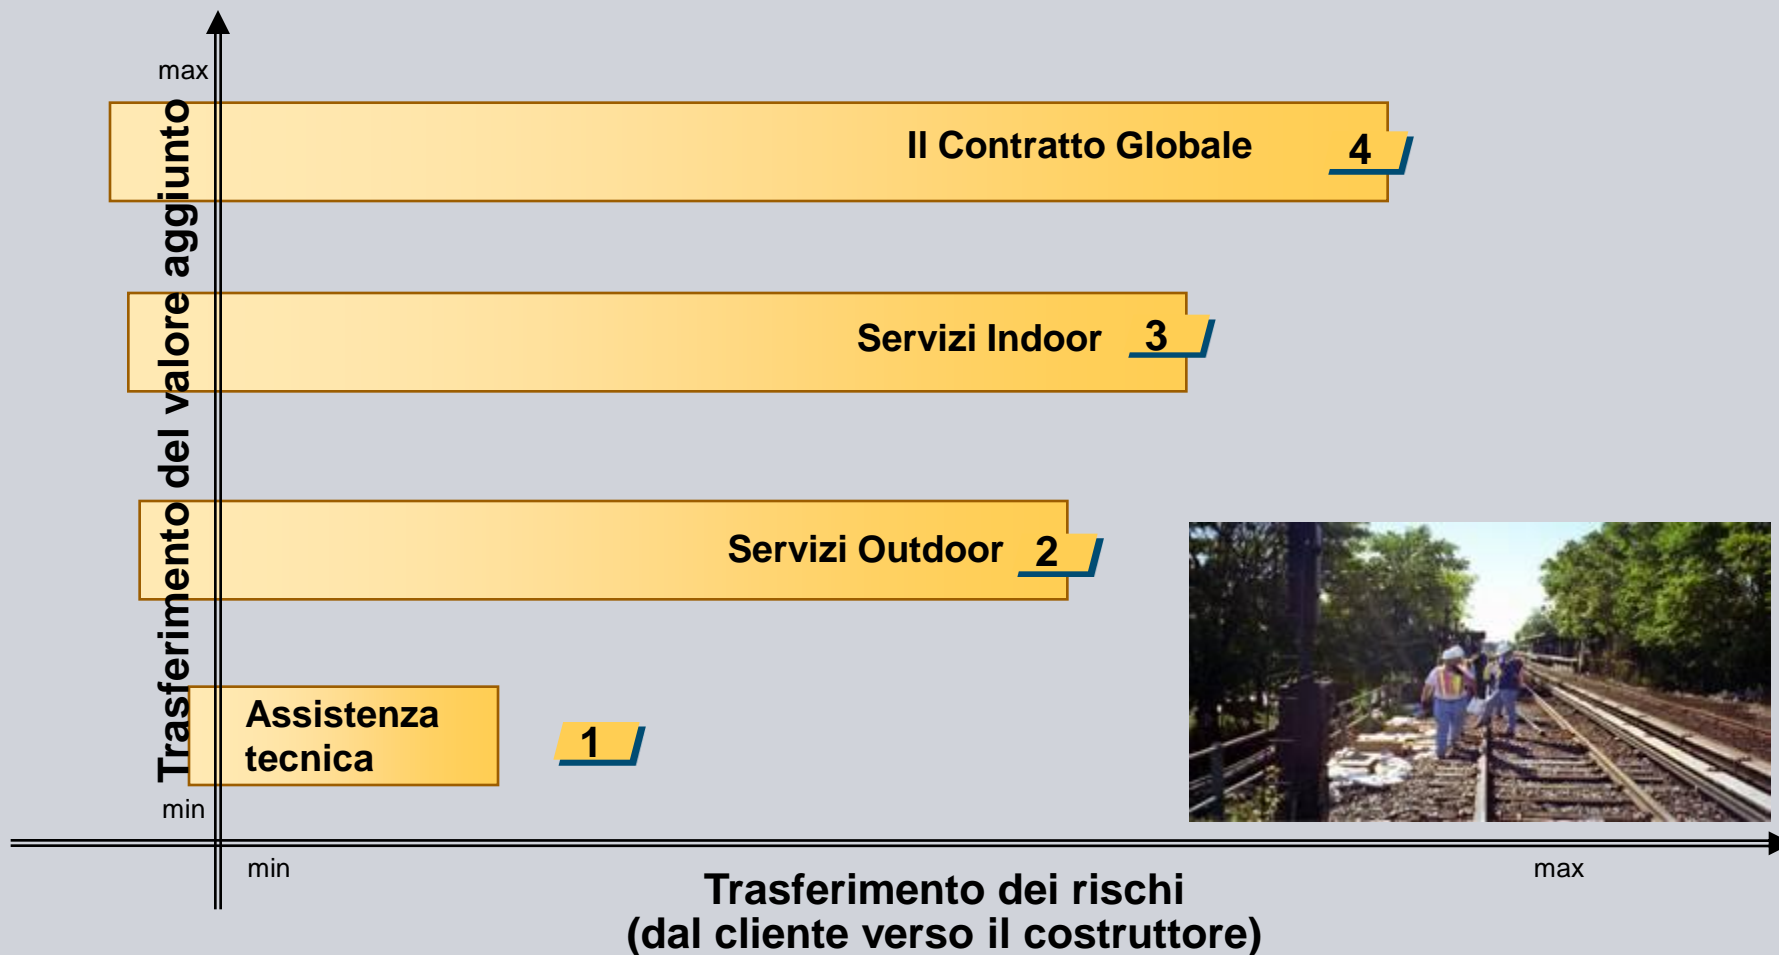 max
Trasferimento del valore aggiunto
Il Contratto Globale 4
Servizi Indoor 3
Servizi Outdoor 2
Assistenza
tecnica
1
min
min
max
Trasferimento dei rischi
(dal cliente verso il costruttore)